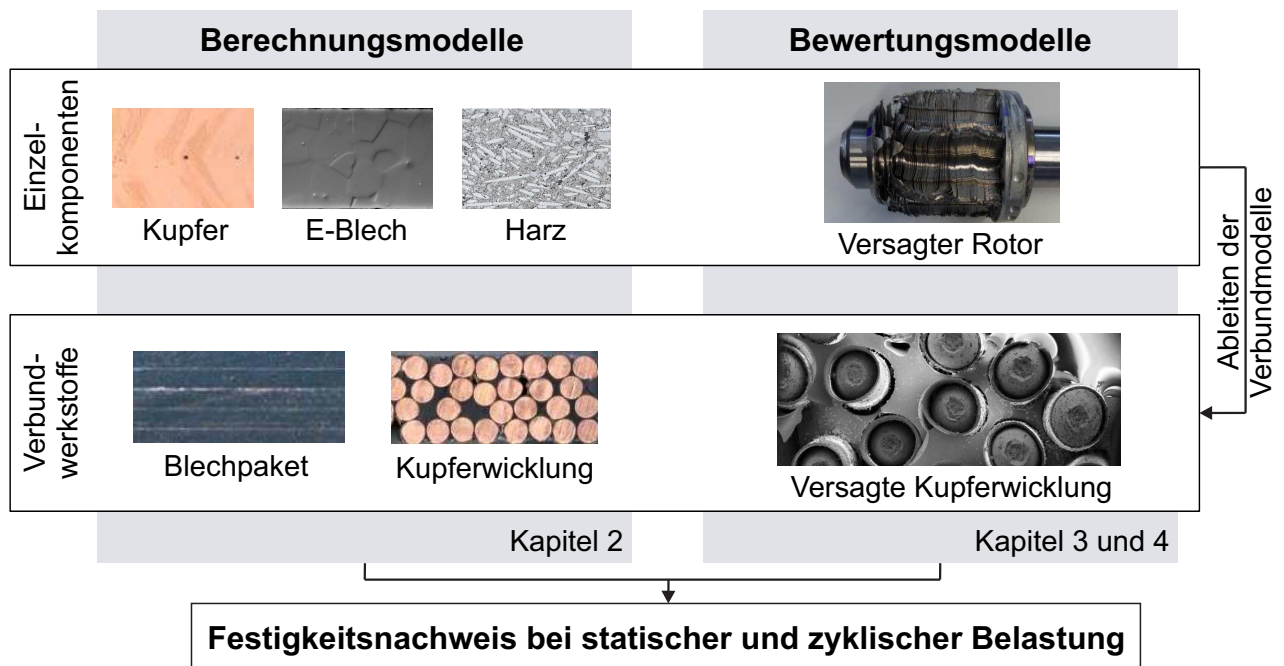 Berechnungsmodelle
Bewertungsmodelle
Einzel-
komponenten
Kupfer
E-Blech
Harz
Versagter Rotor
Ableiten der
Verbundmodelle
Verbund-
werkstoffe
Blechpaket
Kupferwicklung
Versagte Kupferwicklung
Kapitel 2
Kapitel 3 und 4
Festigkeitsnachweis bei statischer und zyklischer Belastung